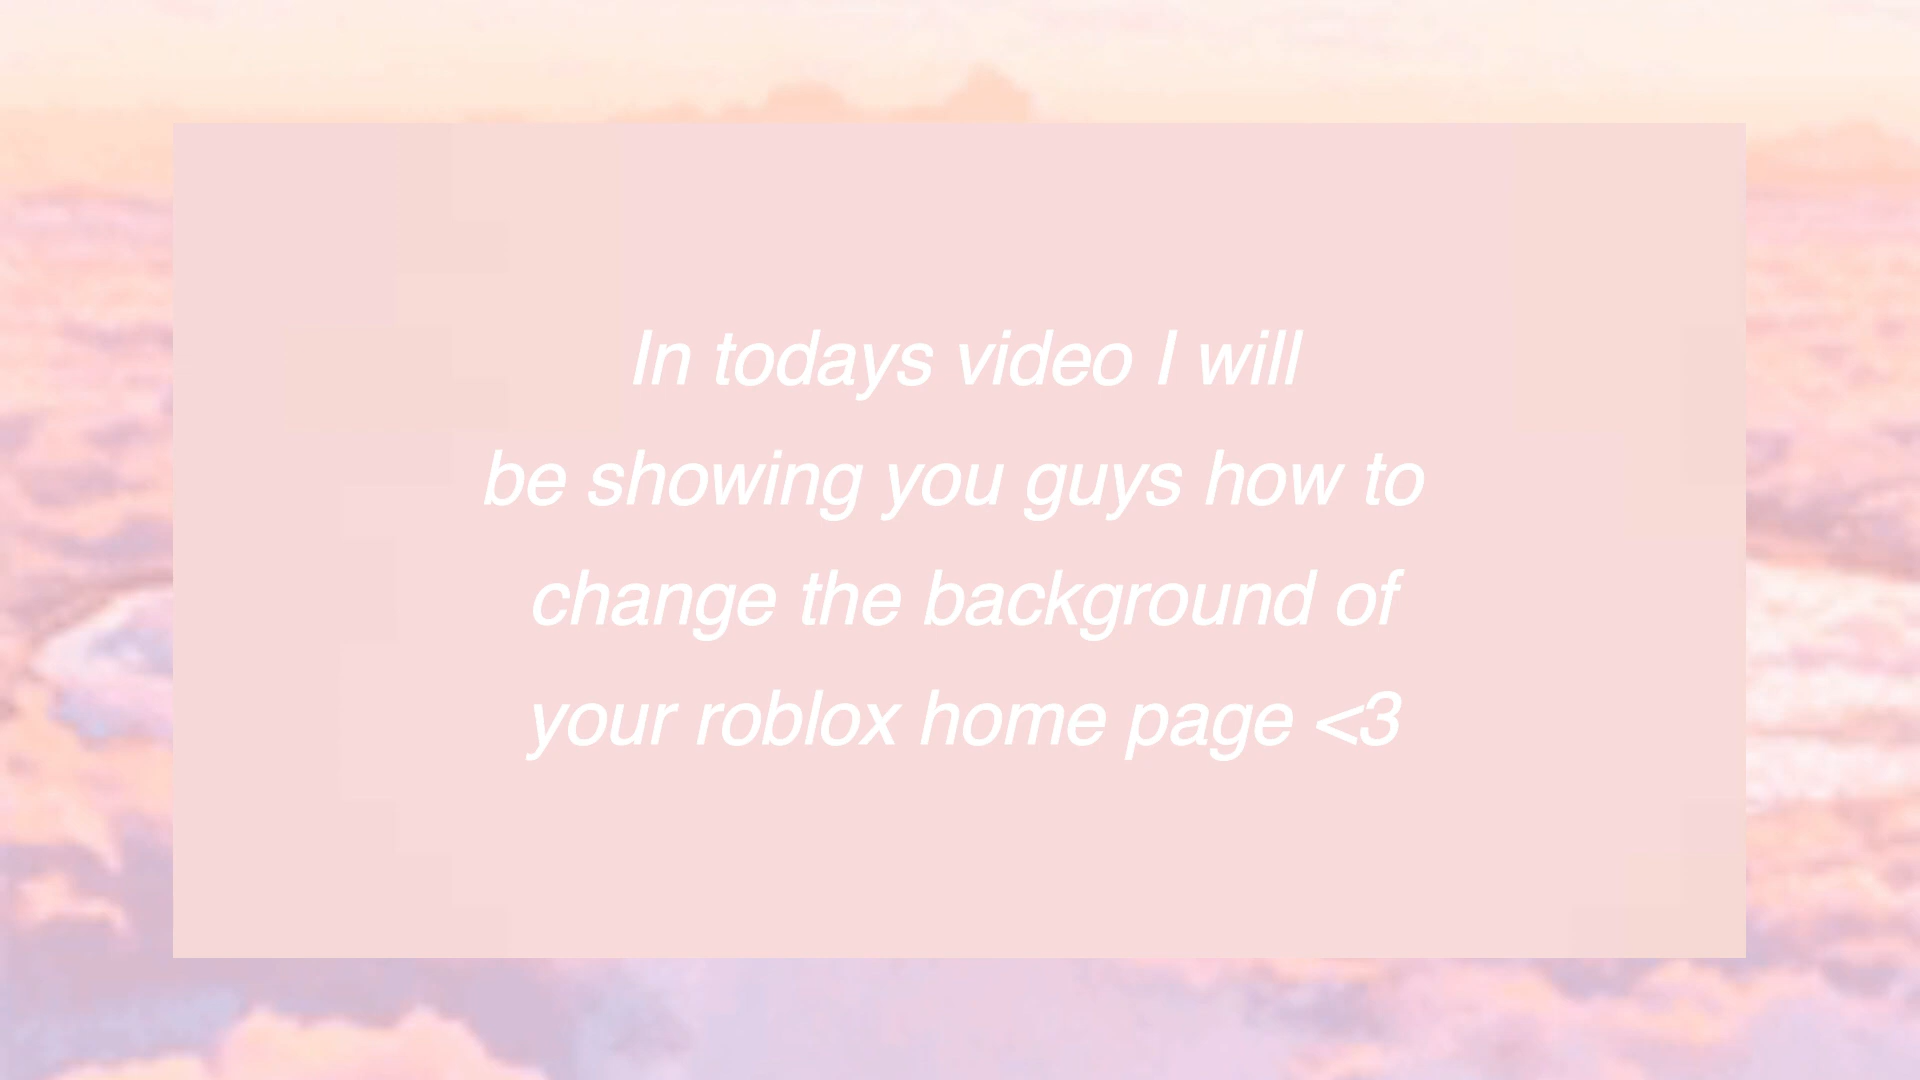 In todays video I will
be showing you guys how to
change the background of
your roblox home page <3